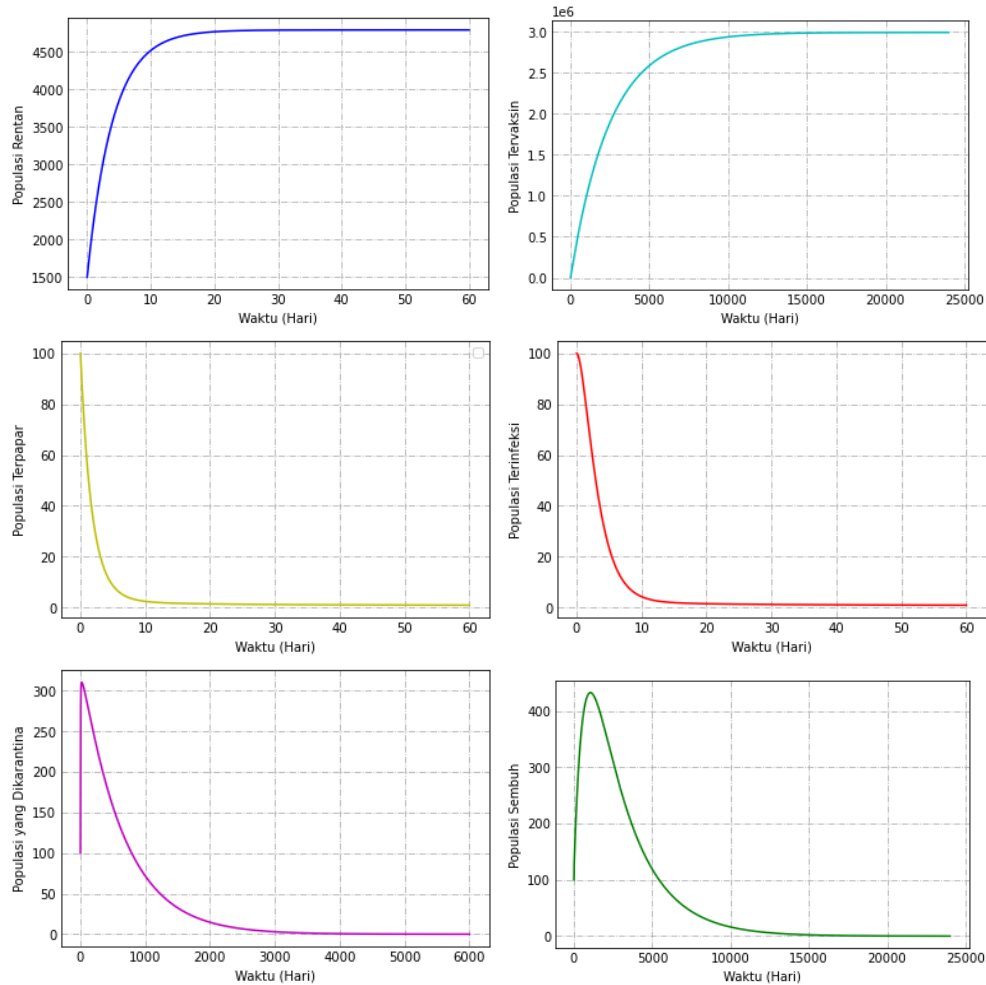 Populasi Rentan
4500
4000
3500
3000
2500
2000
1500
0 10 20 30 40 50 60
Waktu (Hari)
1e6
Populasi Tervaksin
3.0
2.5
2.0
1.5
1.0
0.5
0.0
0 5000 10000 15000 20000 25000
Waktu (Hari)
Populasi Terpapar
100
80
60
40
20
0
0 10 20 30 40 50 60
Waktu (Hari)
Populasi Terinfeksi
100
80
60
40
20
0
0 10 20 30 40 50 60
Waktu (Hari)
Populasi yang Dikarantina
300
250
200
150
100
50
0
0 1000 2000 3000 4000 5000 6000
Waktu (Hari)
Populasi Sembuh
400
300
200
100
0
0 5000 10000 15000 20000 25000
Waktu (Hari)